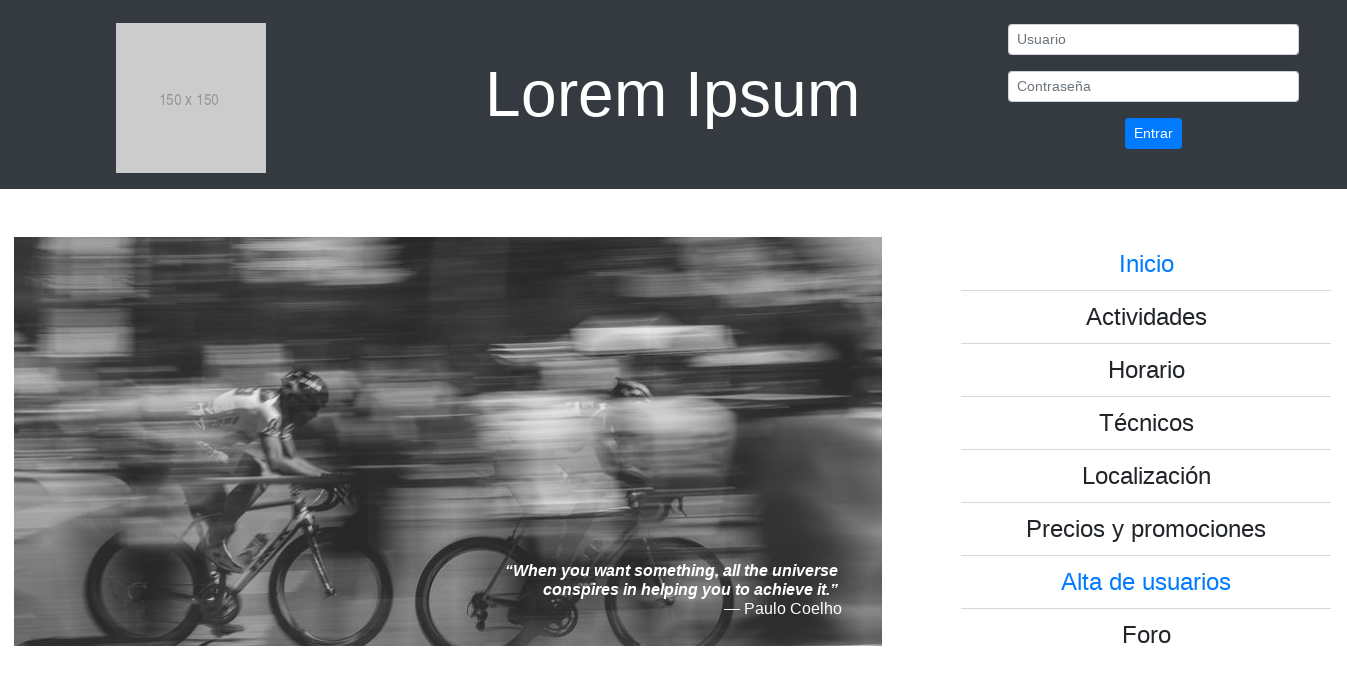 150 x 150
Lorem Ipsum
Usuario
Contraseña
Entrar
“When you want something, all the universe
conspires in helping you to achieve it.”
— Paulo Coelho
Inicio
Actividades
Horario
Técnicos
Localización
Precios y promociones
Alta de usuarios
Foro